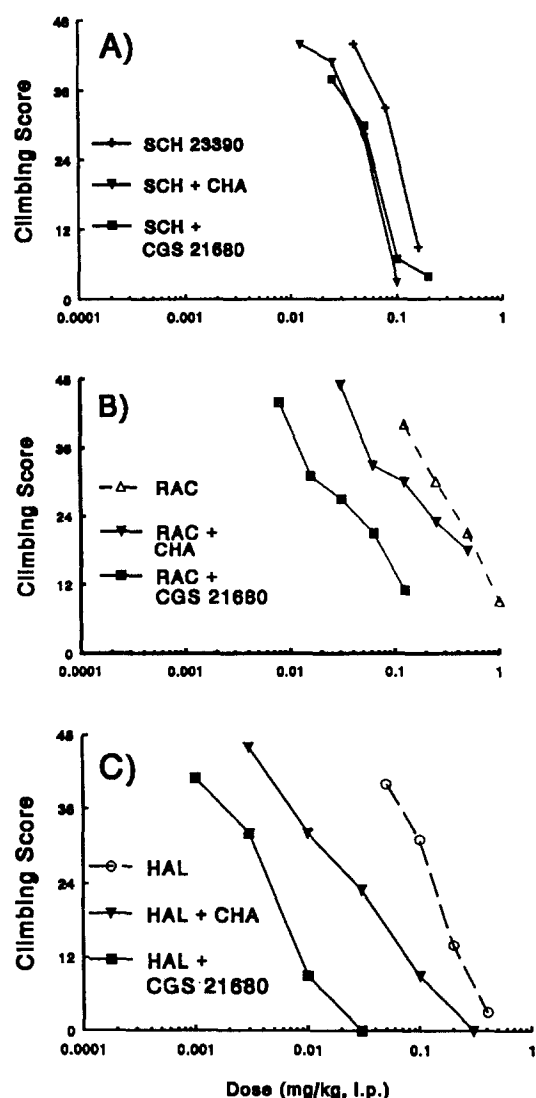 A)
48
36
24
12
0
Climbing Score
SCH 23390
SCH + CHA
SCH +
CGS 21680
0.0001
0.001
0.01
0.1
1
B)
48
36
24
12
0
Climbing Score
RAC
RAC +
CHA
RAC +
CGS 21680
0.0001
0.001
0.01
0.1
1
C)
48
36
24
12
0
Climbing Score
HAL
HAL + CHA
HAL +
CGS 21680
0.0001
0.001
0.01
0.1
1
Dose (mg/kg, i.p.)